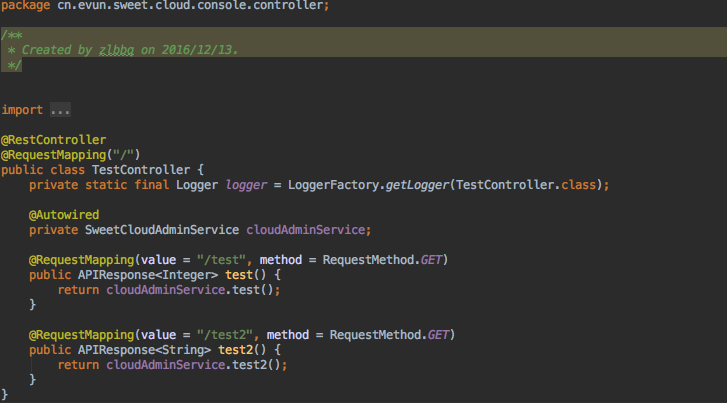 package cn.evun.sweet.cloud.console.controller;
/**
 * Created by zlbbq on 2016/12/13.
 */
import ...
@RestController
@RequestMapping("/")
public class TestController {
    private static final Logger logger = LoggerFactory.getLogger(TestController.class);
    @Autowired
    private SweetCloudAdminService cloudAdminService;
    @RequestMapping(value = "/test", method = RequestMethod.GET)
    public APIResponse<Integer> test() {
        return cloudAdminService.test();
    }
    @RequestMapping(value = "/test2", method = RequestMethod.GET)
    public APIResponse<String> test2() {
        return cloudAdminService.test2();
    }
}